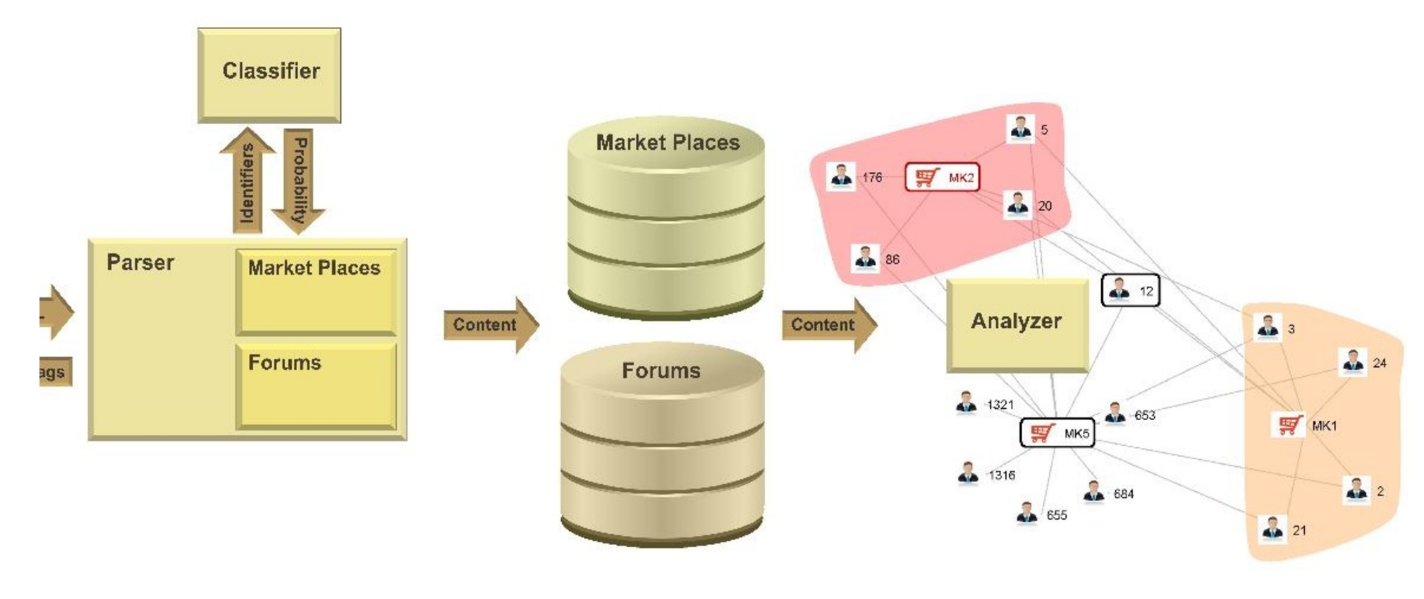 Classifier
Identifiers
Probability
Parser
Market Places
Forums
ags
Content
Market Places
Forums
Content
Analyzer
5
176
MK2
20
86
12
3
24
1321
653
MK5
MK1
1316
684
2
655
21